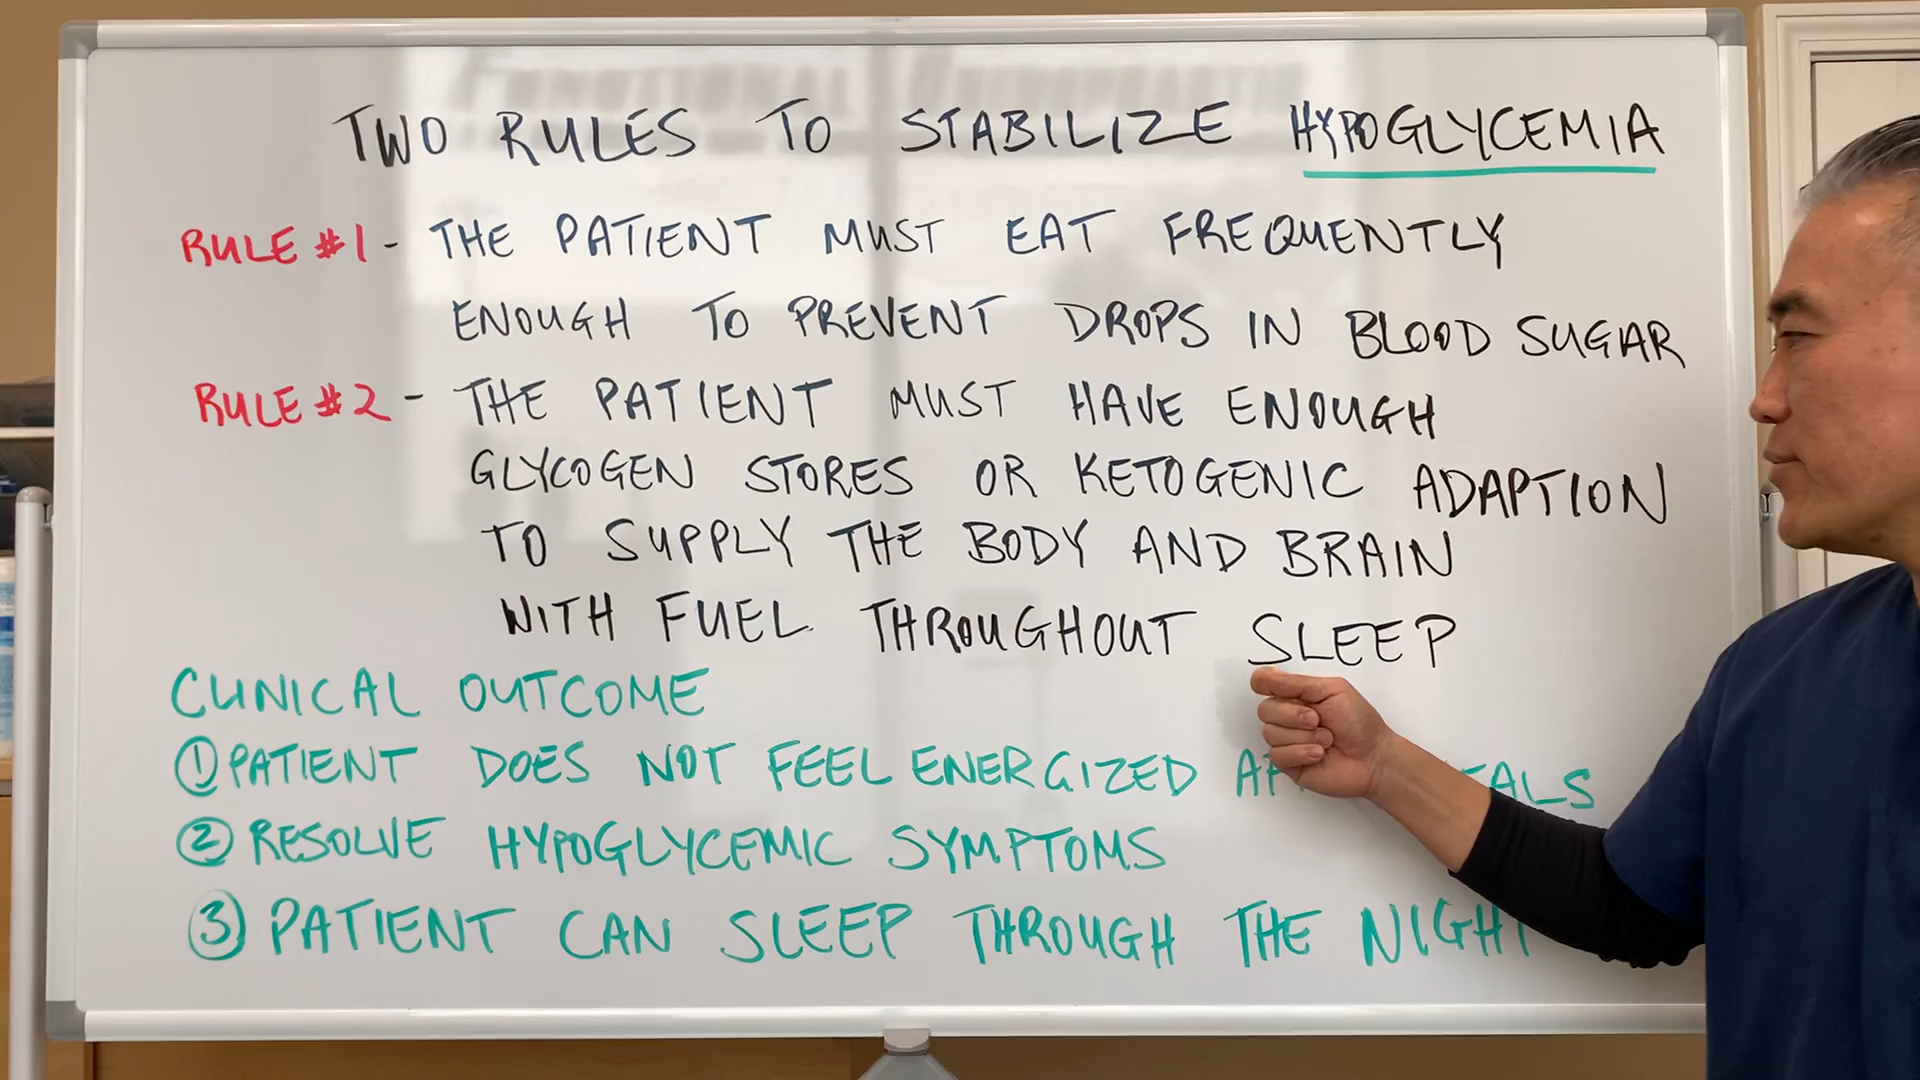 TWO RULES TO STABILIZE HYPOGLYCEMIA
RULE #1 - THE PATIENT MUST EAT FREQUENTLY
ENOUGH TO PREVENT DROPS IN BLOOD SUGAR
RULE #2 - THE PATIENT MUST HAVE ENOUGH
GLYCOGEN STORES OR KETOGENIC ADAPTION
TO SUPPLY THE BODY AND BRAIN
WITH FUEL THROUGHOUT SLEEP
CLINICAL OUTCOME
① PATIENT DOES NOT FEEL ENERGIZED
② RESOLVE HYPOGLYCEMIC SYMPTOMS
③ PATIENT CAN SLEEP THROUGH THE NIGHT